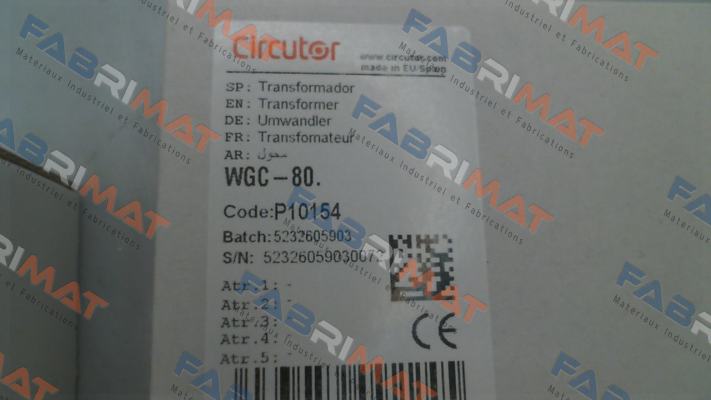 Circutor
www.circutor.com
made in EU/Spain
SP: Transformador
EN: Transformer
DE: Umwandler
FR: Transfomateur
AR: محول
WGC-80.
Code:P10154
Batch:5232605903
S/N: 5232605903007
Atr.1: -
Atr.2: -
Atr.3: -
Atr.4: -
Atr.5: -
CE
FABRIMAT
Materiaux Industriel et Fabrications